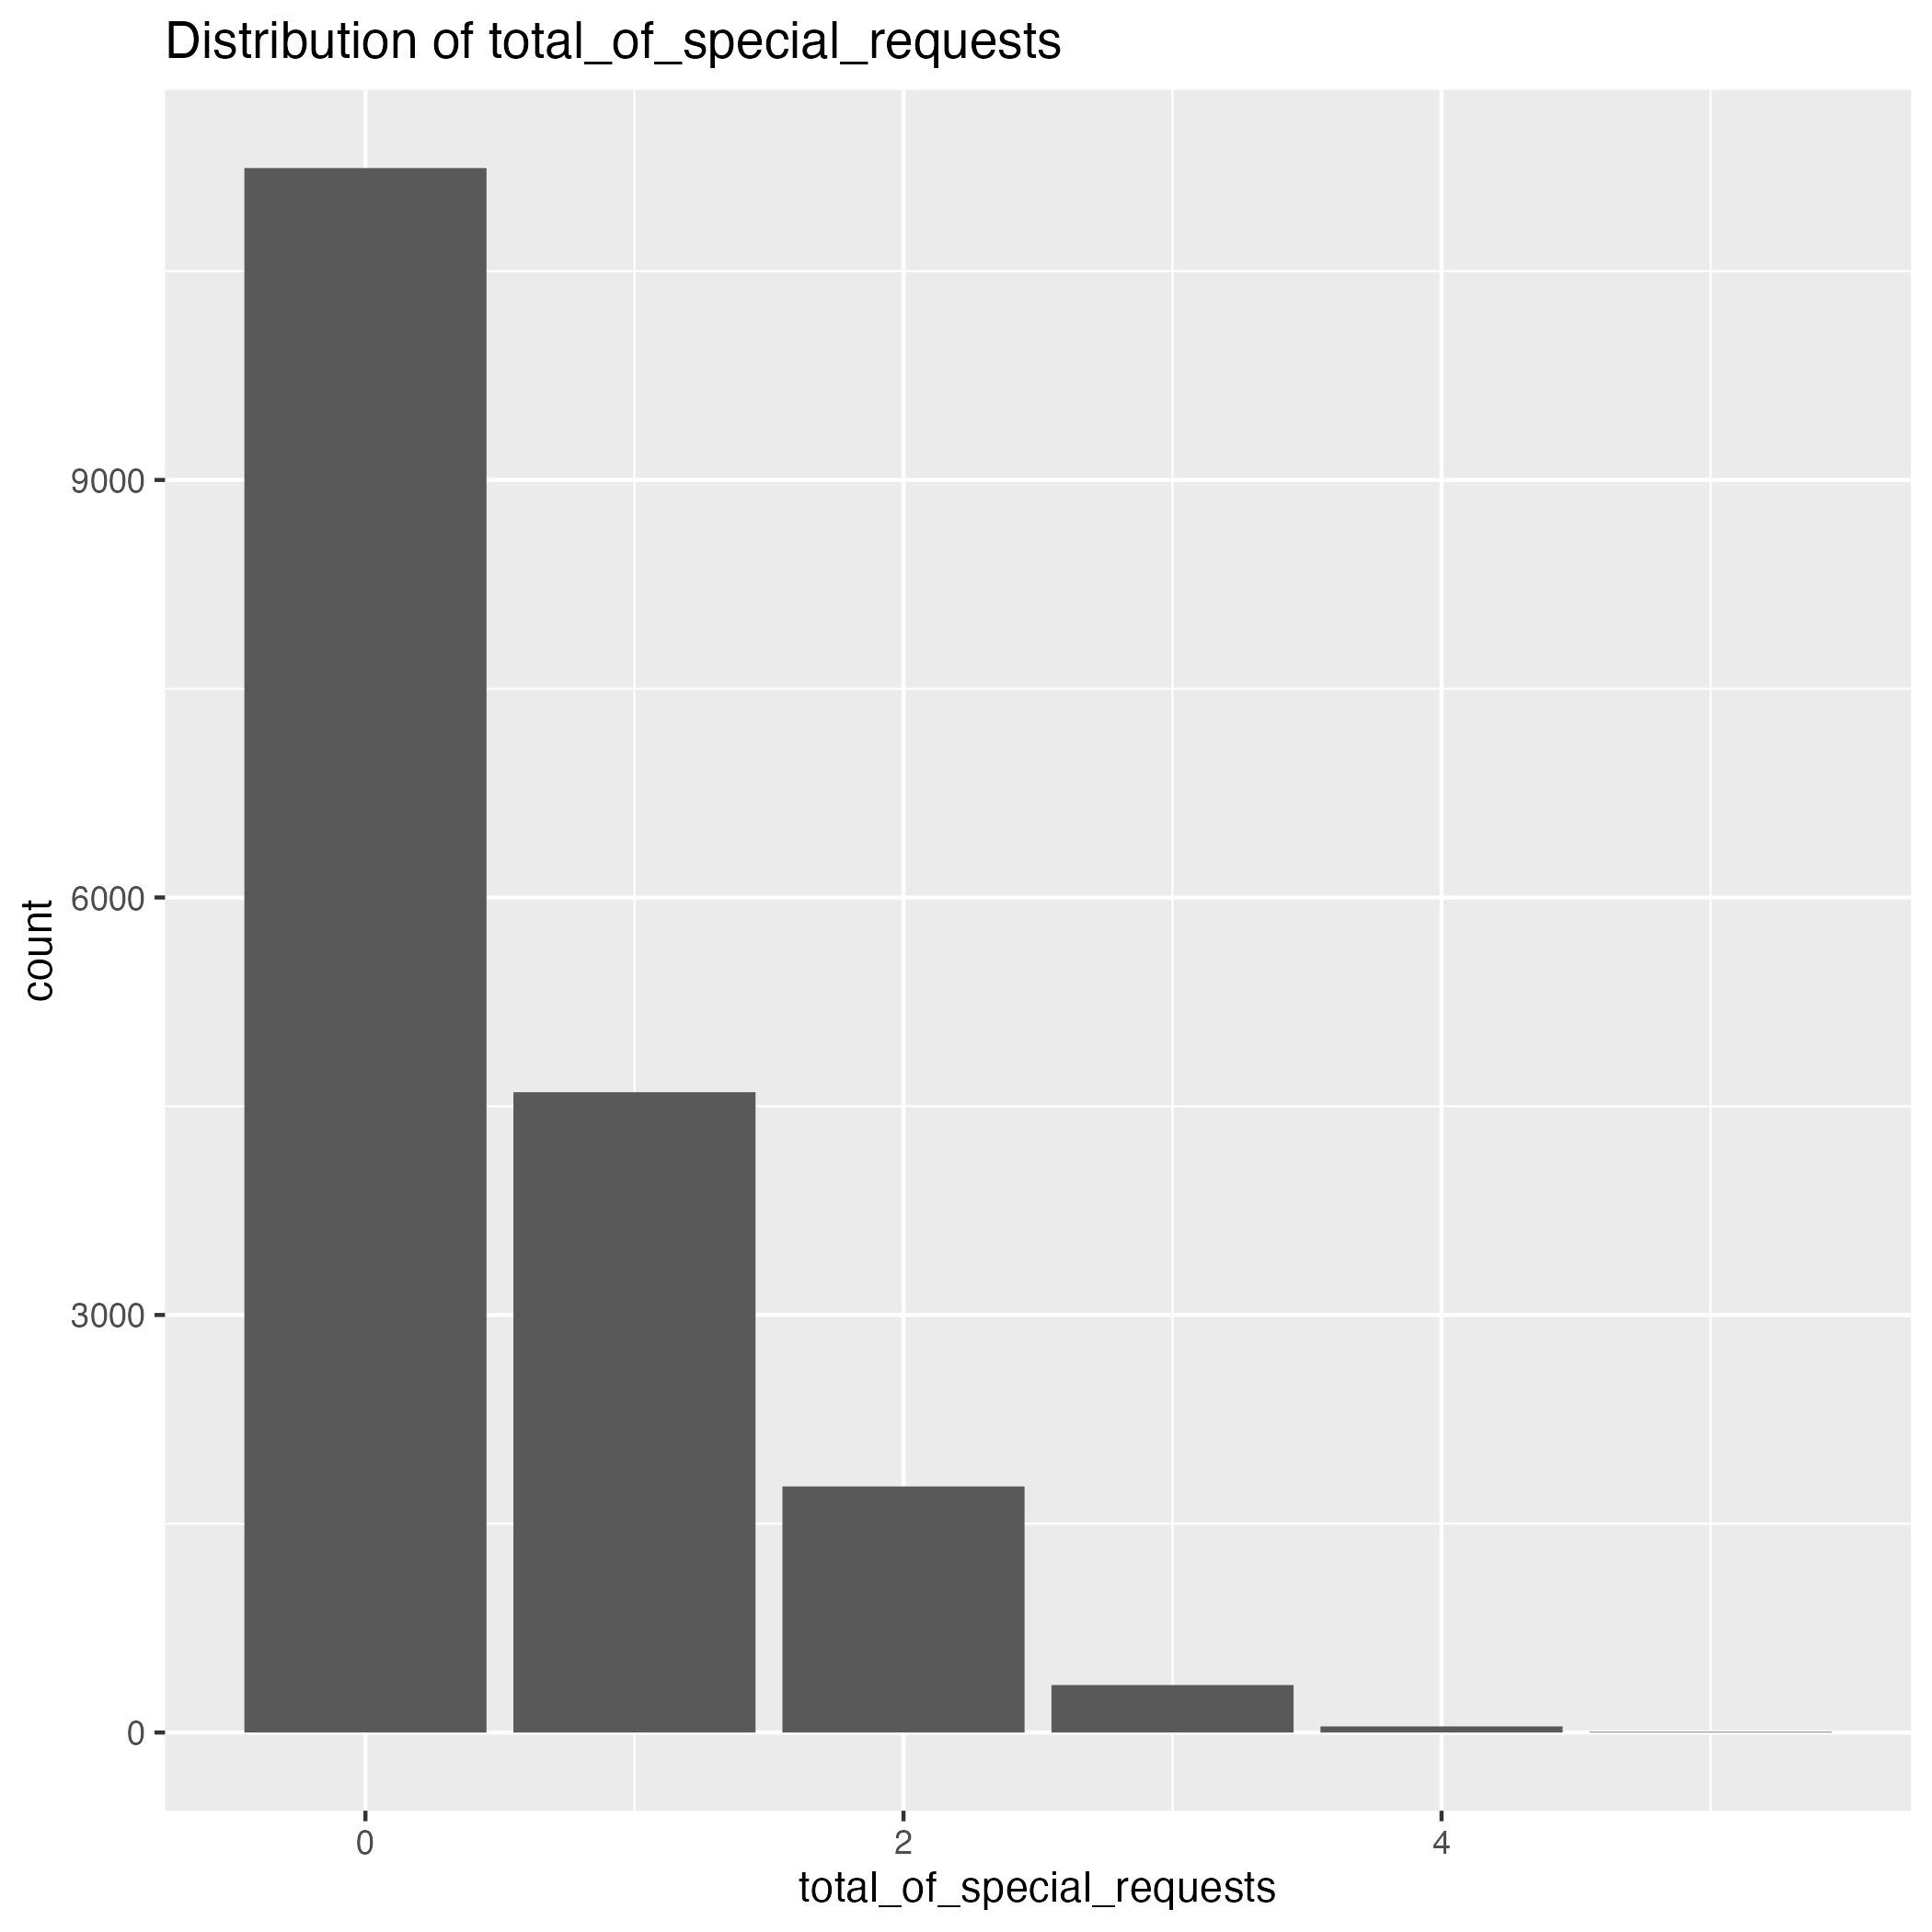 Distribution of total_of_special_requests
count
9000
6000
3000
0
0 2 4
total_of_special_requests